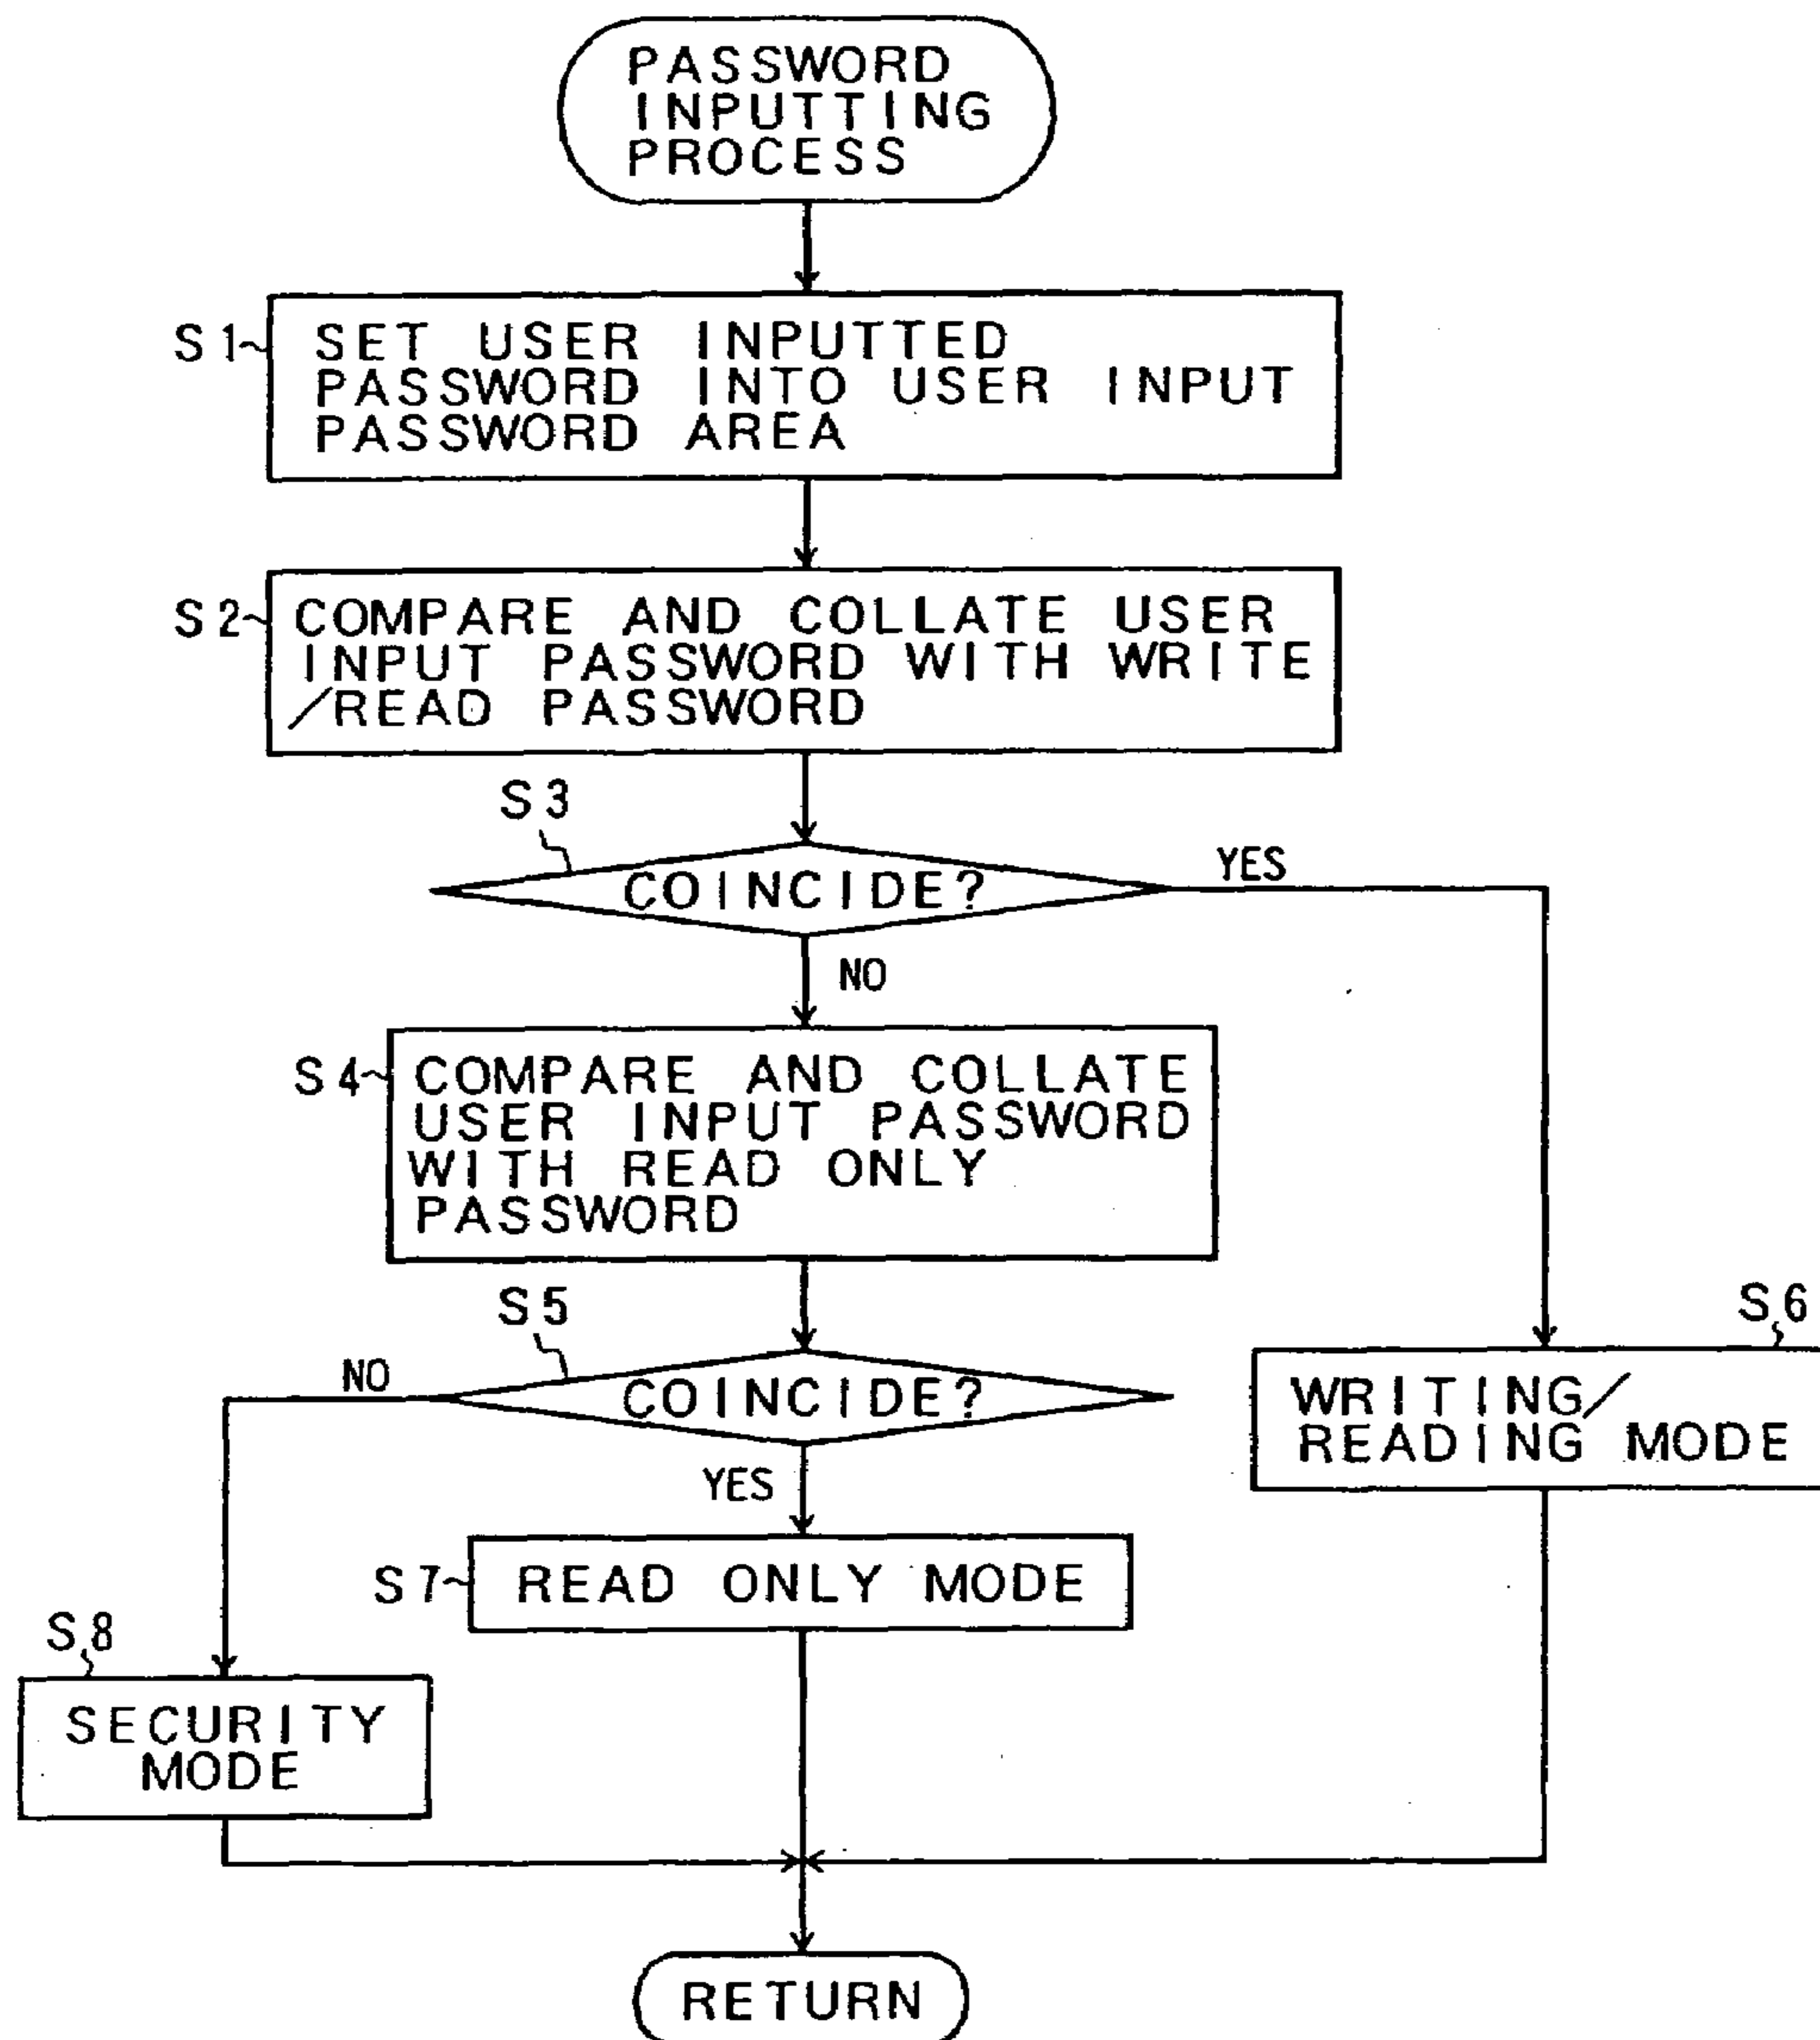 PASSWORD
INPUTTING
PROCESS
S1
SET USER INPUTTED
PASSWORD INTO USER INPUT
PASSWORD AREA
S2
COMPARE AND COLLATE USER
INPUT PASSWORD WITH WRITE
/READ PASSWORD
S3
COINCIDE?
YES
NO
S4
COMPARE AND COLLATE
USER INPUT PASSWORD
WITH READ ONLY
PASSWORD
S5
COINCIDE?
NO
YES
S6
WRITING/
READING MODE
S7
READ ONLY MODE
S8
SECURITY
MODE
RETURN